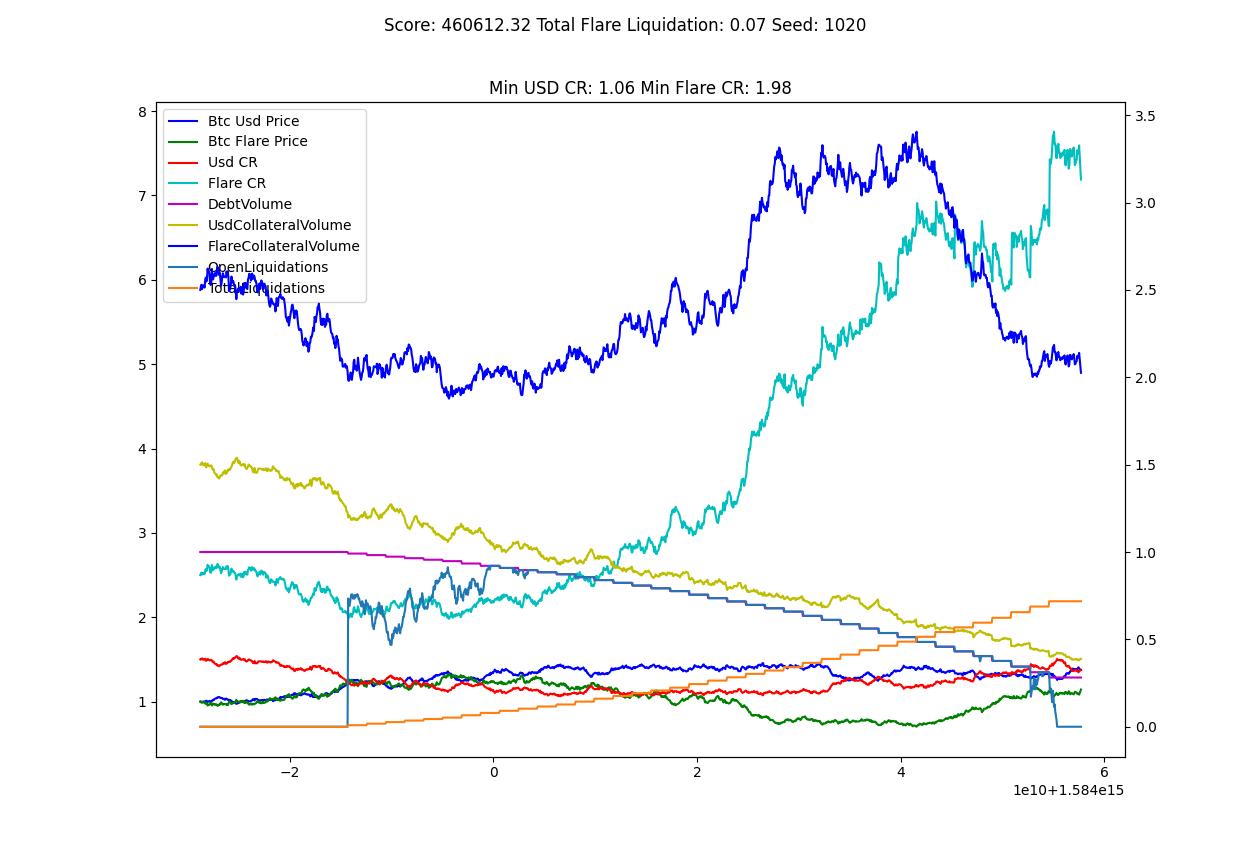 Score: 460612.32 Total Flare Liquidation: 0.07 Seed: 1020
Min USD CR: 1.06 Min Flare CR: 1.98
8
7
6
5
4
3
2
1
Btc Usd Price
Btc Flare Price
Usd CR
Flare CR
DebtVolume
UsdCollateralVolume
FlareCollateralVolume
OpenLiquidations
TotalLiquidations
3.5
3.0
2.5
2.0
1.5
1.0
0.5
0.0
−2 0 2 4 6
1e10+1.584e15